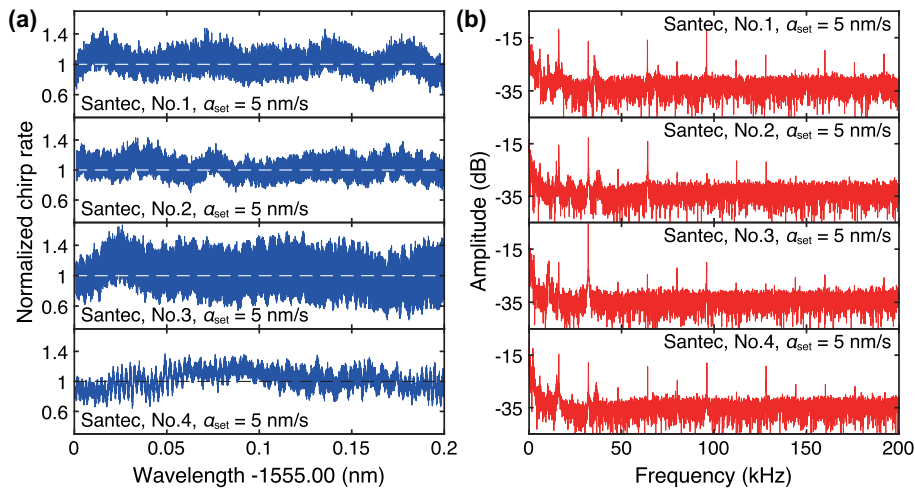 (a)
1.4
1
0.6
Santec, No.1, αset = 5 nm/s
1.4
1
0.6
Santec, No.2, αset = 5 nm/s
1.4
1
0.6
Santec, No.3, αset = 5 nm/s
1.4
1
0.6
Santec, No.4, αset = 5 nm/s
Normalized chirp rate
0 0.05 0.1 0.15 0.2
Wavelength -1555.00 (nm)
(b)
Santec, No.1, αset = 5 nm/s
-15
-35
Santec, No.2, αset = 5 nm/s
-15
-35
Santec, No.3, αset = 5 nm/s
-15
-35
Santec, No.4, αset = 5 nm/s
-15
-35
Amplitude (dB)
0 50 100 150 200
Frequency (kHz)